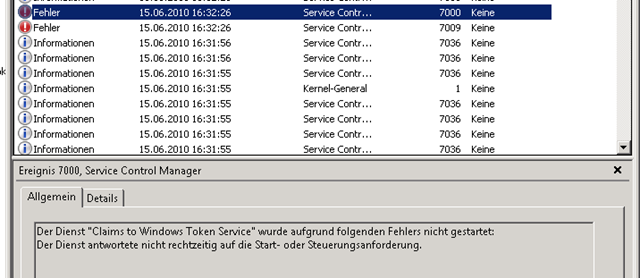 Fehler 15.06.2010 16:32:26 Service Contr... 7000 Keine
Fehler 15.06.2010 16:32:26 Service Contr... 7009 Keine
Informationen 15.06.2010 16:31:56 Service Contr... 7036 Keine
Informationen 15.06.2010 16:31:56 Service Contr... 7036 Keine
Informationen 15.06.2010 16:31:55 Service Contr... 7036 Keine
Informationen 15.06.2010 16:31:55 Kernel-General 1 Keine
Informationen 15.06.2010 16:31:55 Service Contr... 7036 Keine
Informationen 15.06.2010 16:31:55 Service Contr... 7036 Keine
Informationen 15.06.2010 16:31:55 Service Contr... 7036 Keine
Informationen 15.06.2010 16:31:55 Service Contr... 7036 Keine
Ereignis 7000, Service Control Manager
Allgemein Details
Der Dienst "Claims to Windows Token Service" wurde aufgrund folgenden Fehlers nicht gestartet:
Der Dienst antwortete nicht rechtzeitig auf die Start- oder Steuerungsanforderung.